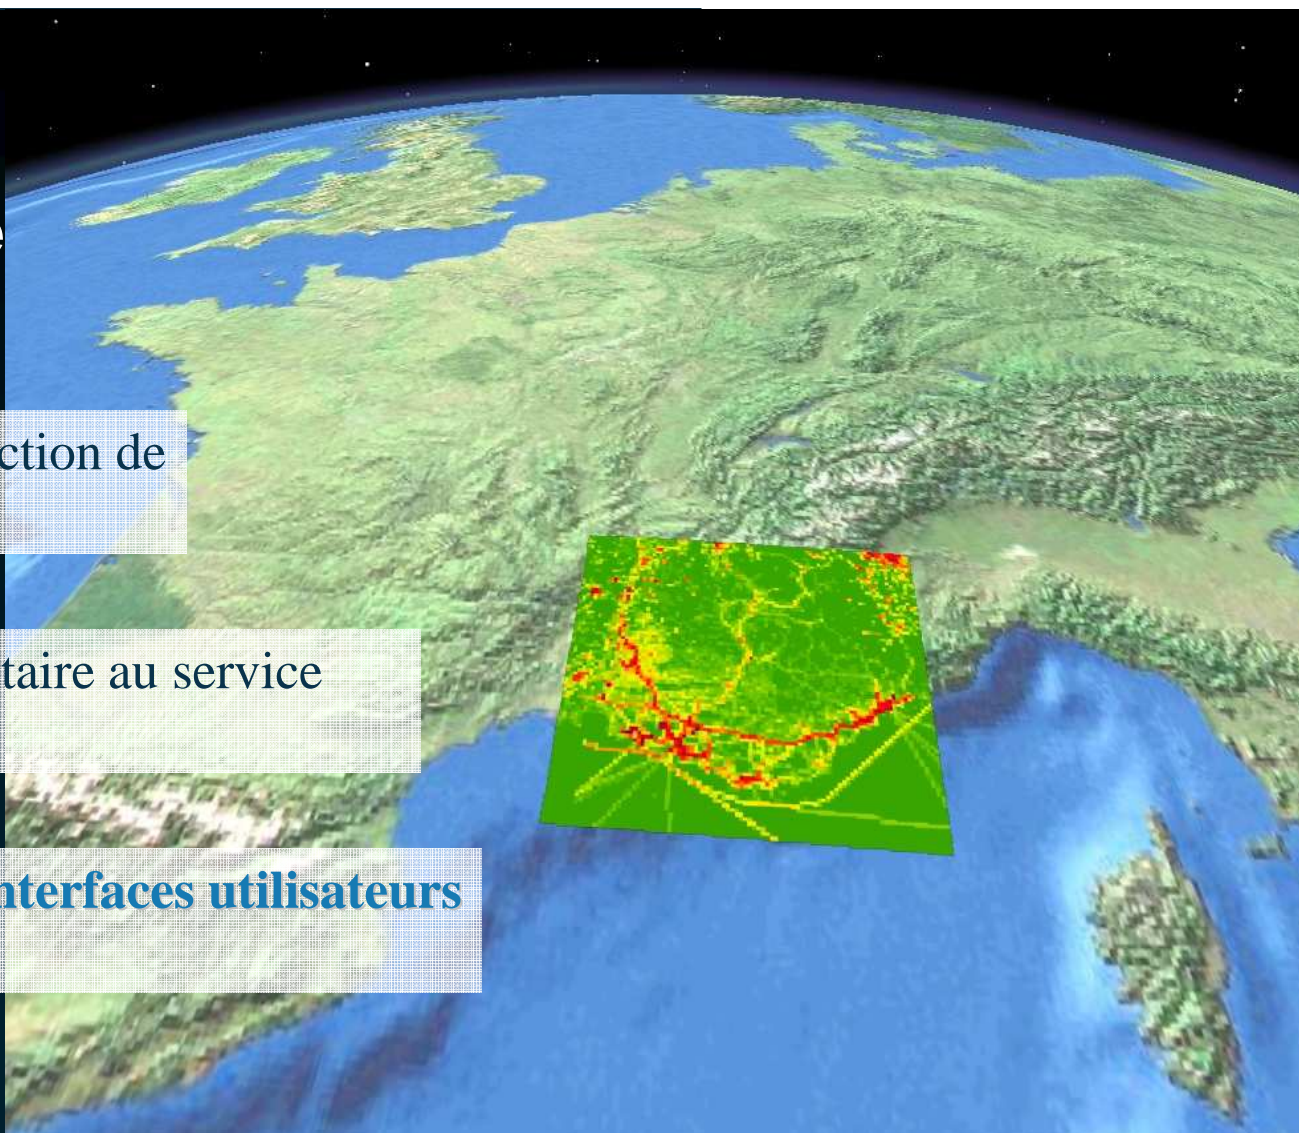 e
ction de
taire au service
nterfaces utilisateurs